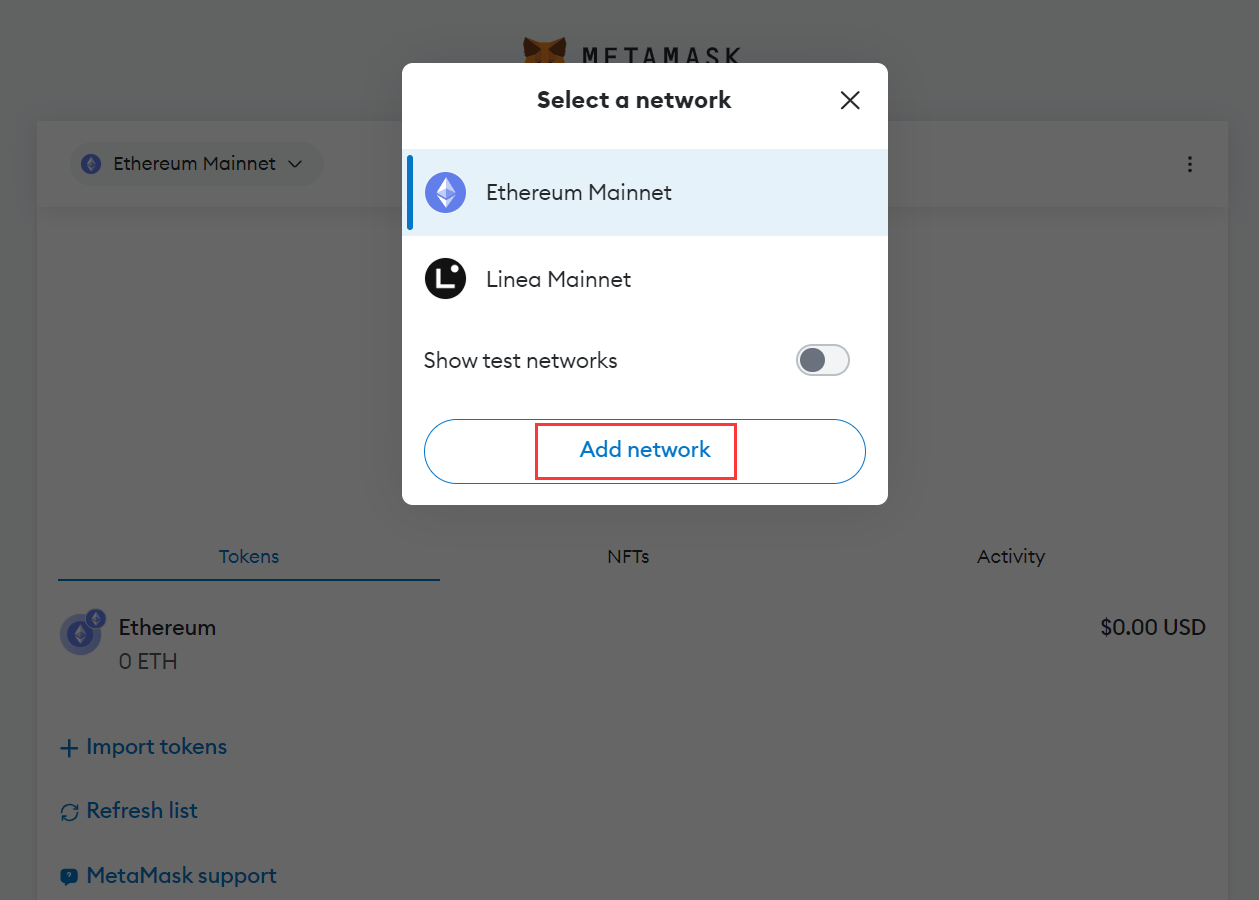 METAMASK
Select a network
Ethereum Mainnet
Ethereum Mainnet
Linea Mainnet
Show test networks
Add network
Tokens
NFTs
Activity
Ethereum
$0.00 USD
0 ETH
Import tokens
Refresh list
MetaMask support